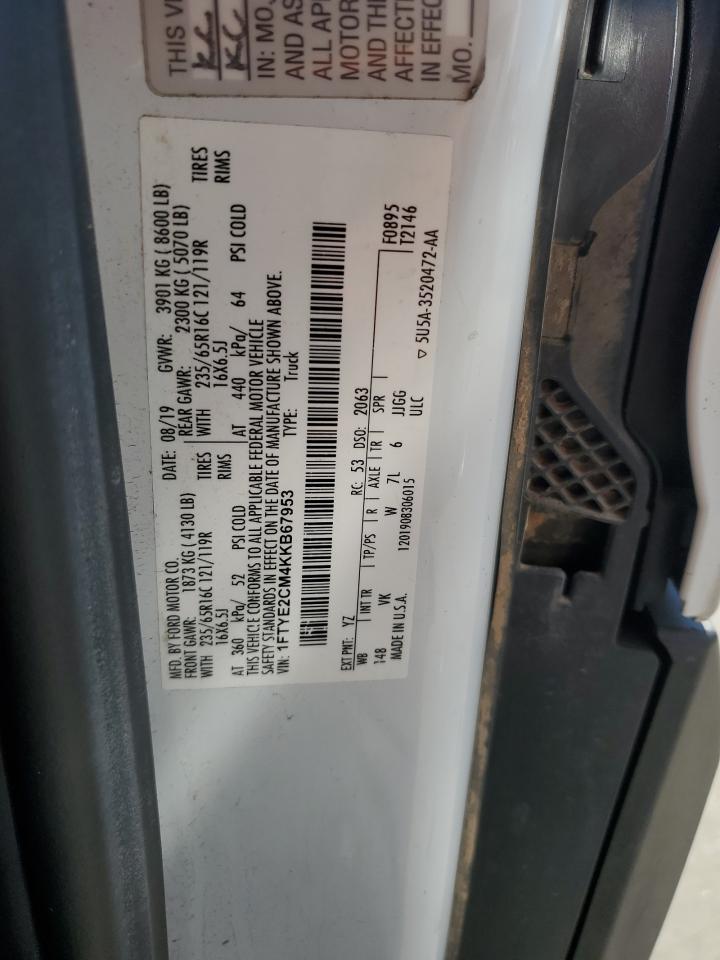 THIS V
KC
KC
IN: MO.
AND AS
ALL API
MOTOR
AND THE
AFFECTI
IN EFFEC
MO.
MFD. BY FORD MOTOR CO. DATE: 08/19 GVWR: 3901 KG ( 8600 LB)
FRONT GAWR: 1873 KG ( 4130 LB) REAR GAWR: 2300 KG ( 5070 LB)
WITH 235/65R16C 121/119R TIRES WITH 235/65R16C 121/119R TIRES
16X6.5J RIMS 16X6.5J RIMS
AT 360 kPa/ 52 PSI COLD AT 440 kPa/ 64 PSI COLD
THIS VEHICLE CONFORMS TO ALL APPLICABLE FEDERAL MOTOR VEHICLE
SAFETY STANDARDS IN EFFECT ON THE DATE OF MANUFACTURE SHOWN ABOVE.
VIN: 1FTYE2CM4KKB67953 TYPE: Truck
EXT PNT: YZ RC: 53 DSO: 2063 F0895
WB INT TR TP/PS R AXLE TR SPR T2146
148 VK W 7L 6 JJGG
MADE IN U.S.A. 1201908306015 ULC 5U5A-3520472-AA